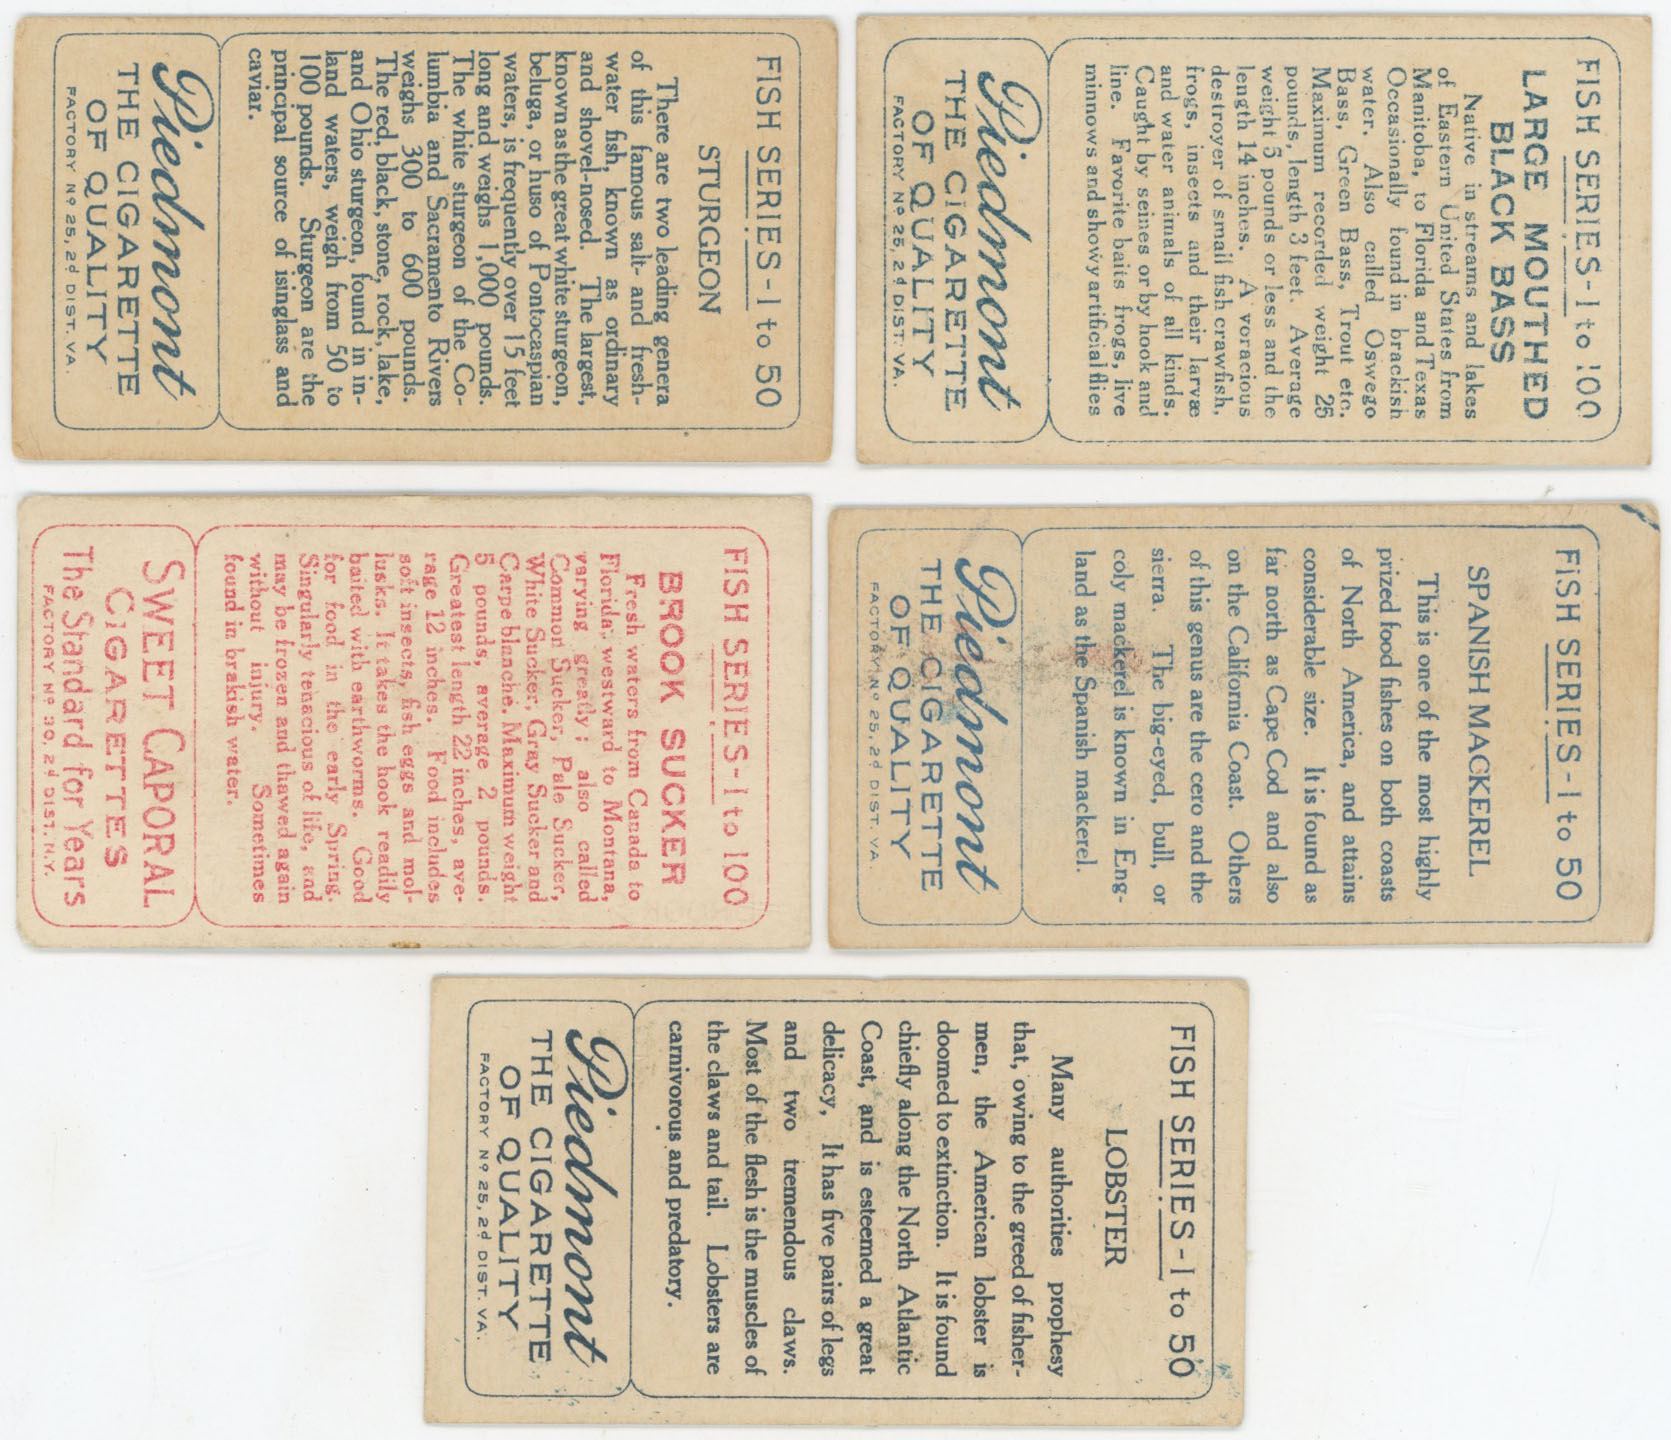 FISH SERIES-1 to 50
STURGEON
There are two leading genera
of this famous salt- and fresh-
water fish, known as ordinary
and shovel-nosed. The largest,
known as the great white sturgeon,
beluga, or huso of Pontocaspian
waters, is frequently over 15 feet
long and weighs 1,000 pounds.
The white sturgeon of the Co-
lumbia and Sacramento Rivers
weighs 300 to 600 pounds.
The red, black, stone, rock, lake,
and Ohio sturgeon, found in in-
land waters, weigh from 50 to
100 pounds. Sturgeon are the
principal source of isinglass and
caviar.
Piedmont
THE CIGARETTE
OF QUALITY
FACTORY Nº 25, 2d DIST. VA.
FISH SERIES-1 to 100
LARGE MOUTHED
BLACK BASS
Native in streams and lakes
of Eastern United States from
Manitoba, to Florida and Texas
Occasionally found in brackish
water. Also called Oswego
Bass, Green Bass, Trout etc.
Maximum recorded weight 25
pounds, length 3 feet. Average
weight 5 pounds or less and the
length 14 inches. A voracious
destroyer of small fish crawfish,
frogs, insects and their larvæ
and water animals of all kinds.
Caught by seines or by hook and
line. Favorite baits frogs, live
minnows and showy artificial flies
Piedmont
THE CIGARETTE
OF QUALITY
FACTORY Nº 25, 2d DIST. VA.
FISH SERIES-1 to 100
BROOK SUCKER
Fresh waters from Canada to
Florida, westward to Montana,
varying greatly; also called
Common Sucker, Pale Sucker,
White Sucker, Gray Sucker and
Carpe blanche. Maximum weight
5 pounds, average 2 pounds.
Greatest length 22 inches, ave-
rage 12 inches. Food includes
soft insects, fish eggs and mol-
lusks. It takes the hook readily
baited with earthworms. Good
for food in the early Spring.
Singularly tenacious of life, and
may be frozen and thawed again
without injury. Sometimes
found in brakish water.
SWEET CAPORAL
CIGARETTES
The Standard for Years
FACTORY Nº 30, 2d DIST. N.Y.
FISH SERIES-1 to 50
SPANISH MACKEREL
This is one of the most highly
prized food fishes on both coasts
of North America, and attains
considerable size. It is found as
far north as Cape Cod and also
on the California Coast. Others
of this genus are the cero and the
sierra. The big-eyed, bull, or
coly mackerel is known in Eng-
land as the Spanish mackerel.
Piedmont
THE CIGARETTE
OF QUALITY
FACTORY Nº 25, 2d DIST. VA.
FISH SERIES-1 to 50
LOBSTER
Many authorities prophesy
that, owing to the greed of fisher-
men, the American lobster is
doomed to extinction. It is found
chiefly along the North Atlantic
Coast, and is esteemed a great
delicacy, It has five pairs of legs
and two tremendous claws.
Most of the flesh is the muscles of
the claws and tail. Lobsters are
carnivorous and predatory.
Piedmont
THE CIGARETTE
OF QUALITY
FACTORY Nº 25, 2d DIST. VA.